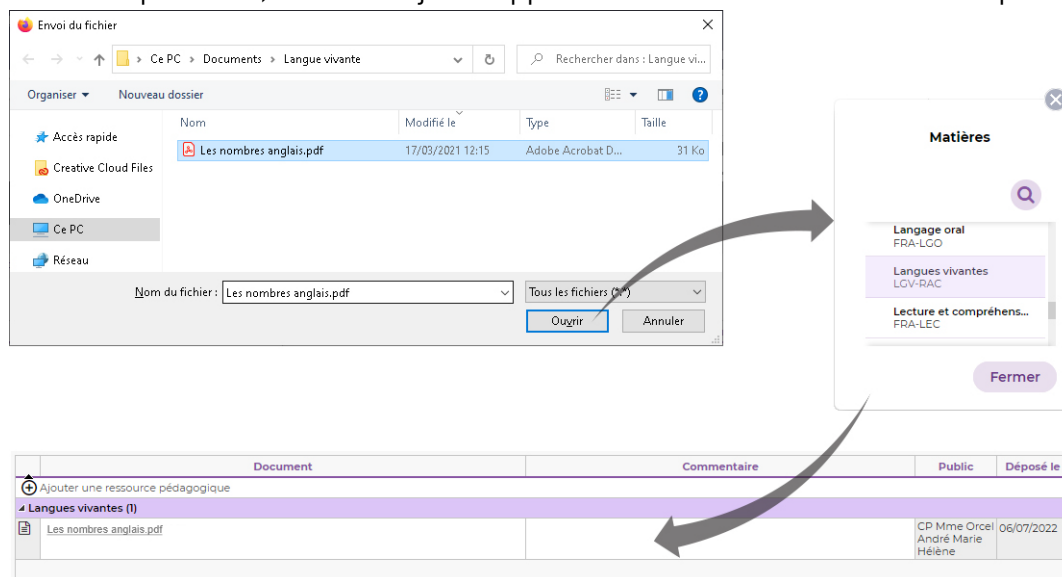 Envoi du fichier
Ce PC > Documents > Langue vivante
Rechercher dans : Langue vi...
Organiser
Nouveau dossier
Nom
Modifié le
Type
Taille
Accès rapide
Creative Cloud Files
OneDrive
Ce PC
Réseau
Les nombres anglais.pdf
17/03/2021 12:15
Adobe Acrobat D...
31 Ko
Nom du fichier :
Les nombres anglais.pdf
Tous les fichiers (*.*)
Ouvrir
Annuler
Matières
Langage oral
FRA-LGO
Langues vivantes
LGV-RAC
Lecture et compréhens...
FRA-LEC
Fermer
Document
Commentaire
Public
Déposé le
Ajouter une ressource pédagogique
Langues vivantes (1)
Les nombres anglais.pdf
CP Mme Orcel
André Marie
Hélène
06/07/2022